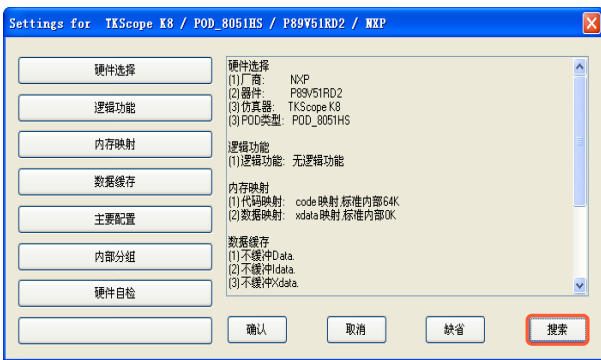 Settings for TKScope K8 / POD_8051HS / P89V51RD2 / NXP
硬件选择
逻辑功能
内存映射
数据缓存
主要配置
内部分组
硬件自检
硬件选择
(1)厂商: NXP
(2)器件: P89V51RD2
(3)仿真器: TKScope K8
(3)POD类型: POD_8051HS
逻辑功能
(1)逻辑功能: 无逻辑功能
内存映射
(1)代码映射: code映射,标准内部64K
(2)数据映射: xdata映射,标准内部0K
数据缓存
(1)不缓冲Data.
(2)不缓冲Idata.
(3)不缓冲Xdata.
确认 取消 缺省 搜索